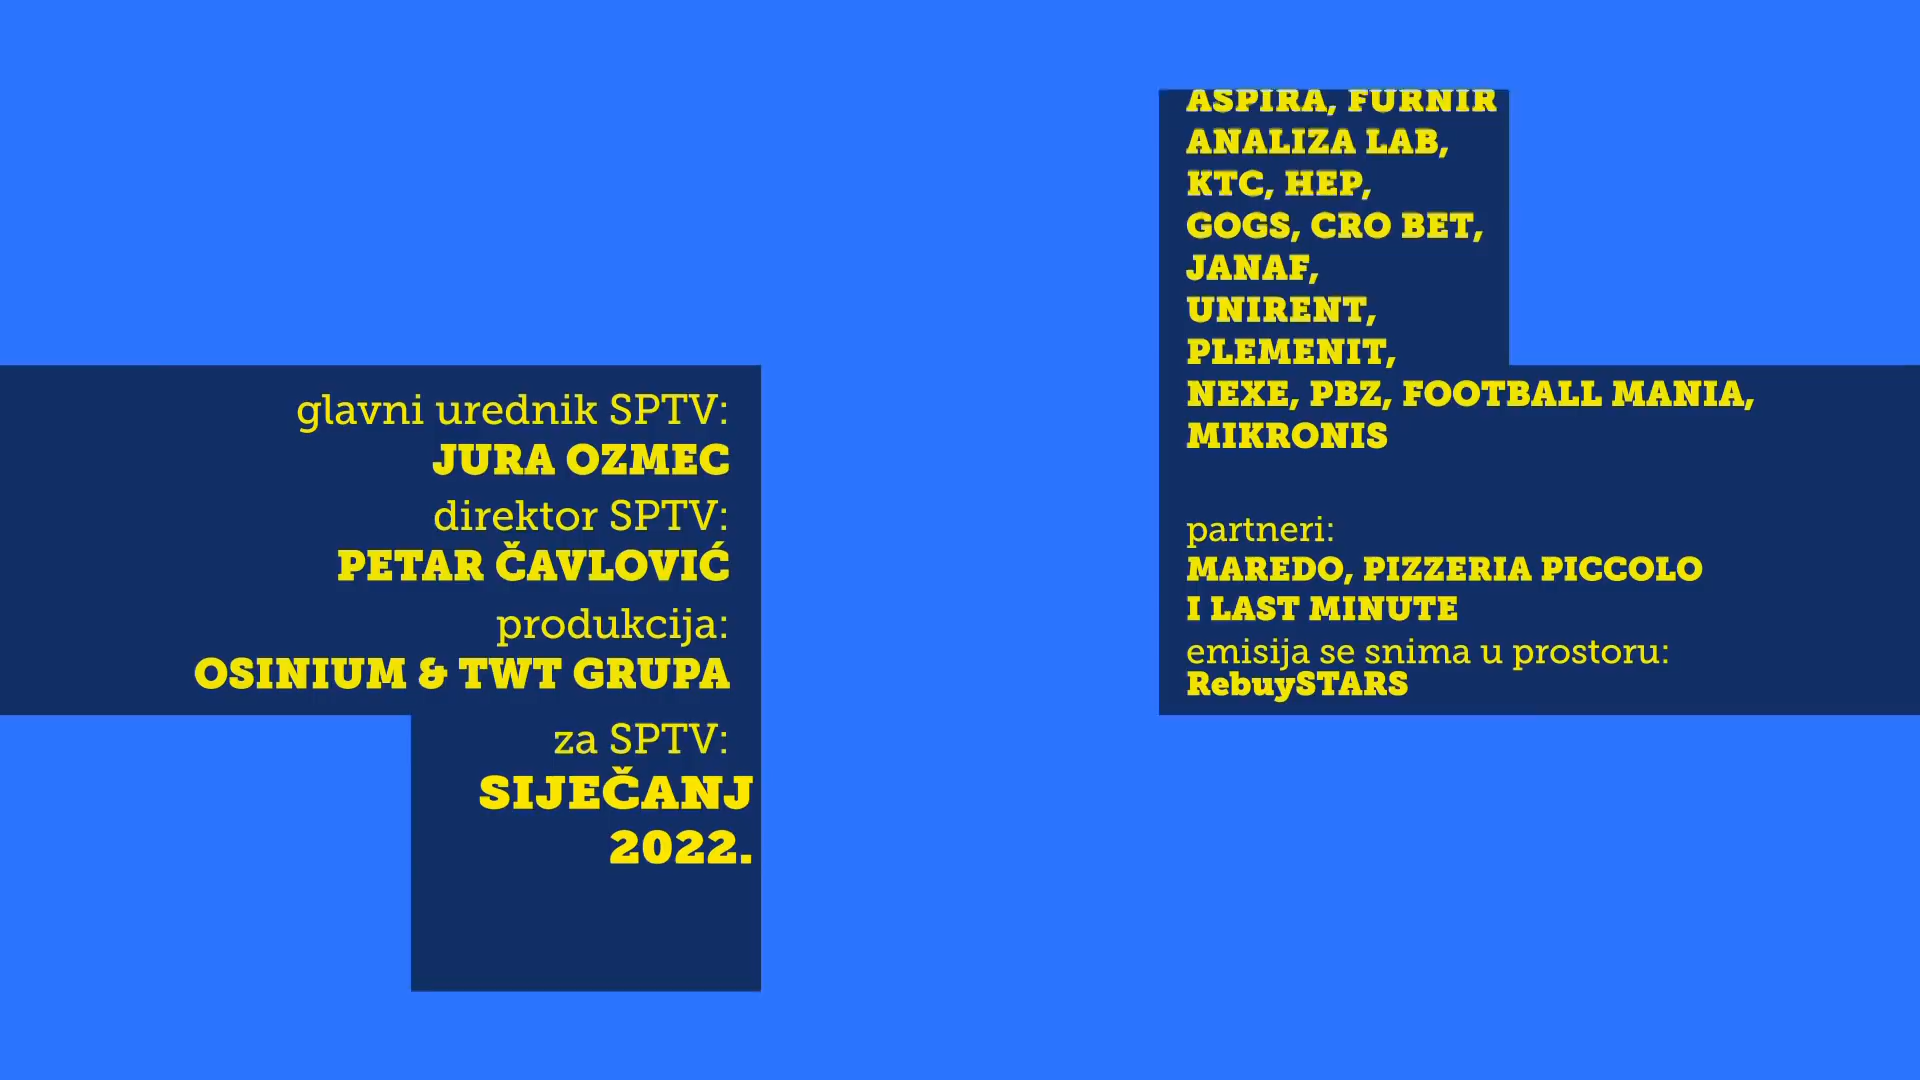 glavni urednik SPTV:
JURA OZMEC
direktor SPTV:
PETAR ČAVLOVIĆ
produkcija:
OSINIUM & TWT GRUPA
za SPTV:
SIJEČANJ
2022.
ASPIRA, FURNIR
ANALIZA LAB,
KTC, HEP,
GOGS, CRO BET,
JANAF,
UNIRENT,
PLEMENIT,
NEXE, PBZ, FOOTBALL MANIA,
MIKRONIS
partneri:
MAREDO, PIZZERIA PICCOLO
I LAST MINUTE
emisija se snima u prostoru:
RebuySTARS